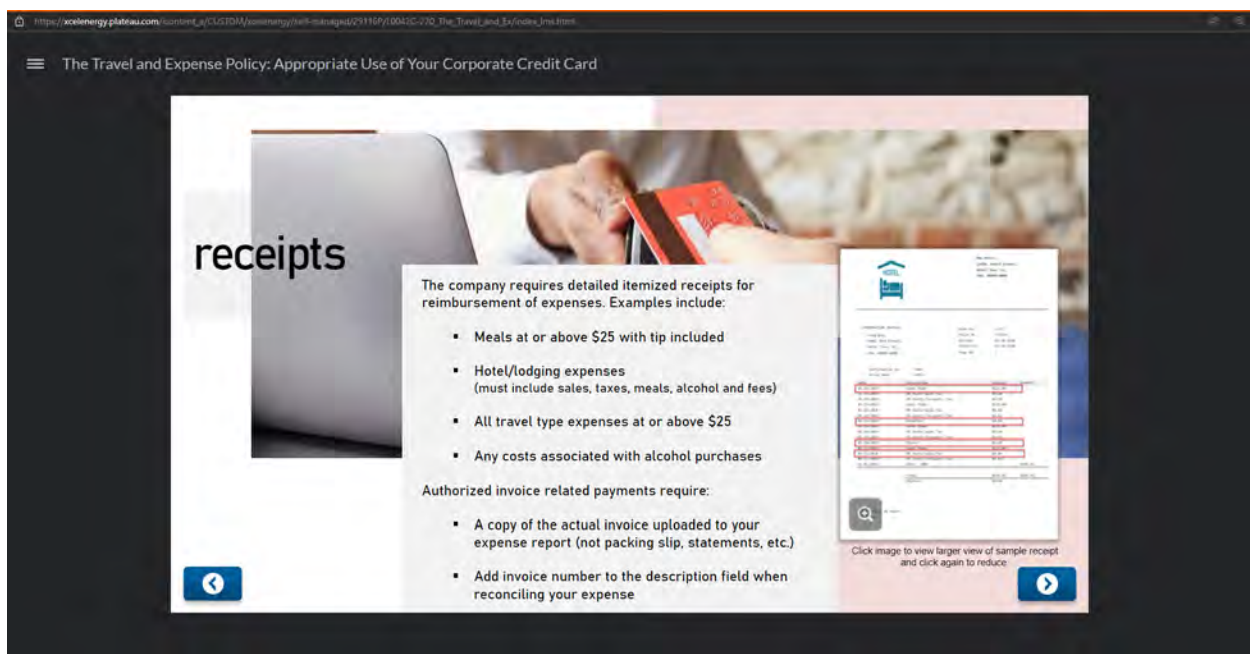 The Travel and Expense Policy: Appropriate Use of Your Corporate Credit Card
receipts
The company requires detailed itemized receipts for
reimbursement of expenses. Examples include:
▪ Meals at or above $25 with tip included
▪ Hotel/lodging expenses
(must include sales, taxes, meals, alcohol and fees)
▪ All travel type expenses at or above $25
▪ Any costs associated with alcohol purchases
Authorized invoice related payments require:
▪ A copy of the actual invoice uploaded to your
expense report (not packing slip, statements, etc.)
▪ Add invoice number to the description field when
reconciling your expense
Click image to view larger view of sample receipt
and click again to reduce